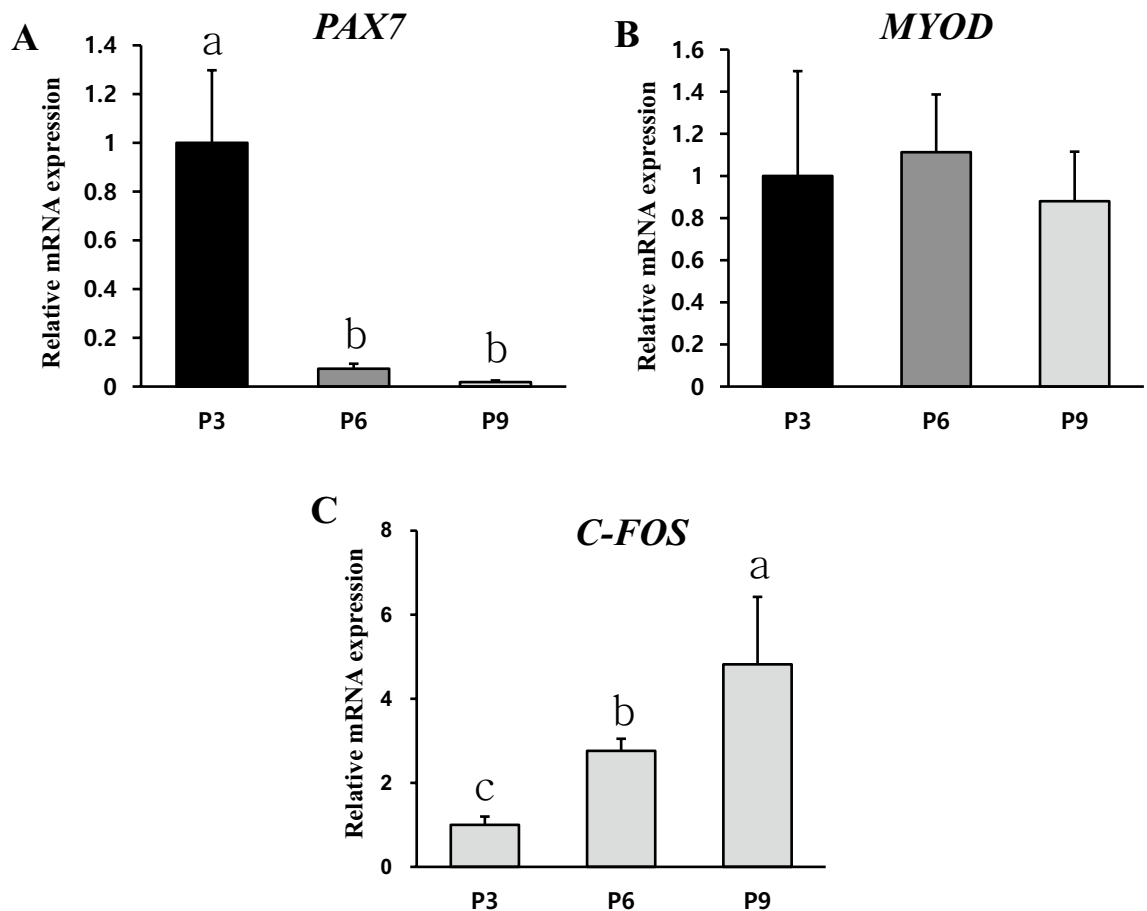 A
PAX7
Relative mRNA expression
1.4
1.2
1
0.8
0.6
0.4
0.2
0
a
b
b
P3 P6 P9
B
MYOD
Relative mRNA expression
1.6
1.4
1.2
1
0.8
0.6
0.4
0.2
0
P3 P6 P9
C
C-FOS
Relative mRNA expression
8
6
4
2
0
c
b
a
P3 P6 P9